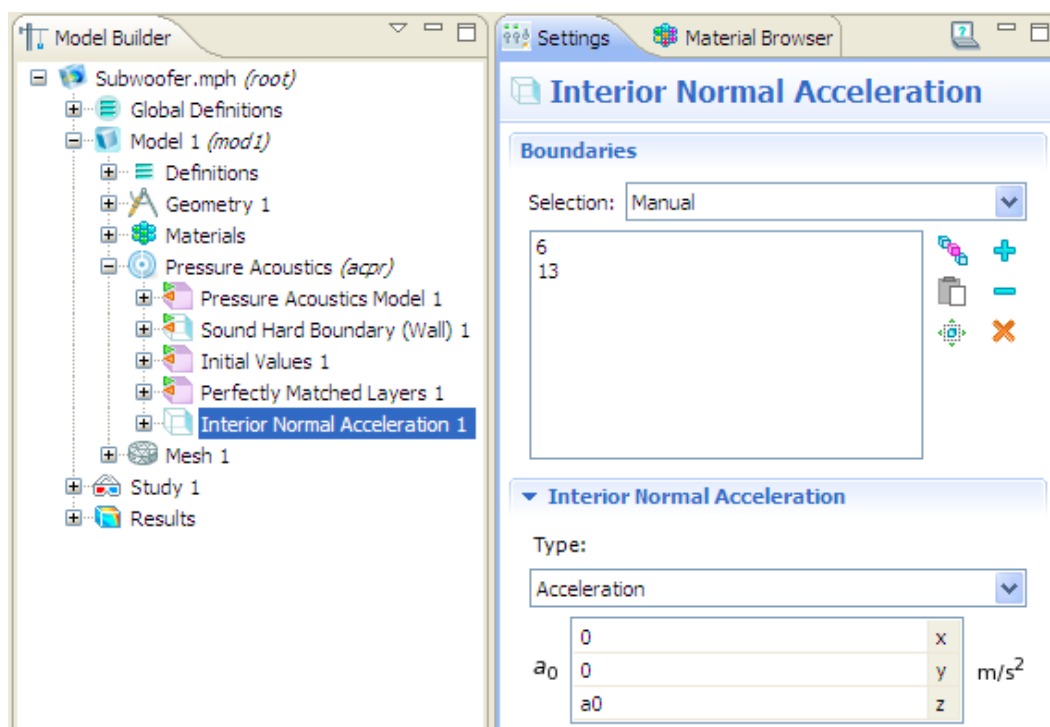 Model Builder
Subwoofer.mph (root)
Global Definitions
Model 1 (mod1)
Definitions
Geometry 1
Materials
Pressure Acoustics (acpr)
Pressure Acoustics Model 1
Sound Hard Boundary (Wall) 1
Initial Values 1
Perfectly Matched Layers 1
Interior Normal Acceleration 1
Mesh 1
Study 1
Results
Settings
Material Browser
Interior Normal Acceleration
Boundaries
Selection: Manual
6
13
Interior Normal Acceleration
Type:
Acceleration
0 x
a₀ 0 y m/s²
a0 z